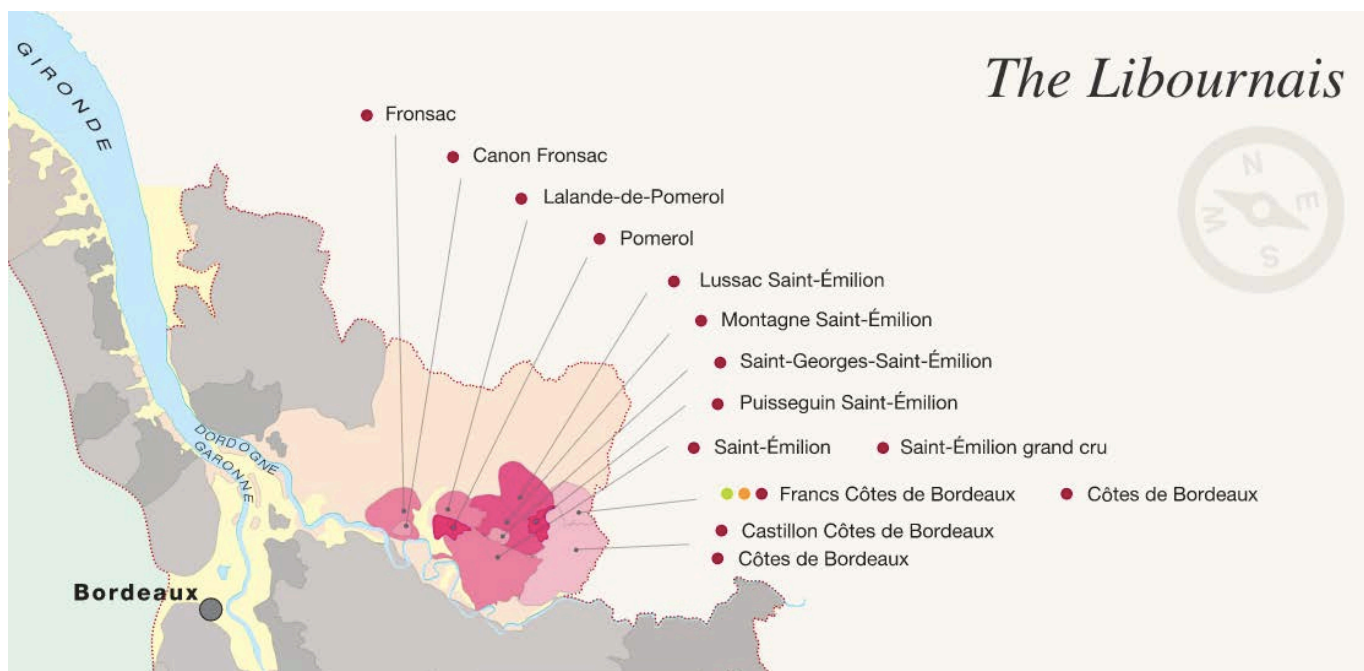 The Libournais
GIRONDE
Fronsac
Canon Fronsac
N
Lalande-de-Pomerol
E
W
Pomerol
S
Lussac Saint-Émilion
Montagne Saint-Émilion
Saint-Georges-Saint-Émilion
Puisseguin Saint-Émilion
DORDOGNE
GARONNE
Saint-Émilion
Saint-Émilion grand cru
Francs Côtes de Bordeaux
Côtes de Bordeaux
Castillon Côtes de Bordeaux
Côtes de Bordeaux
Bordeaux